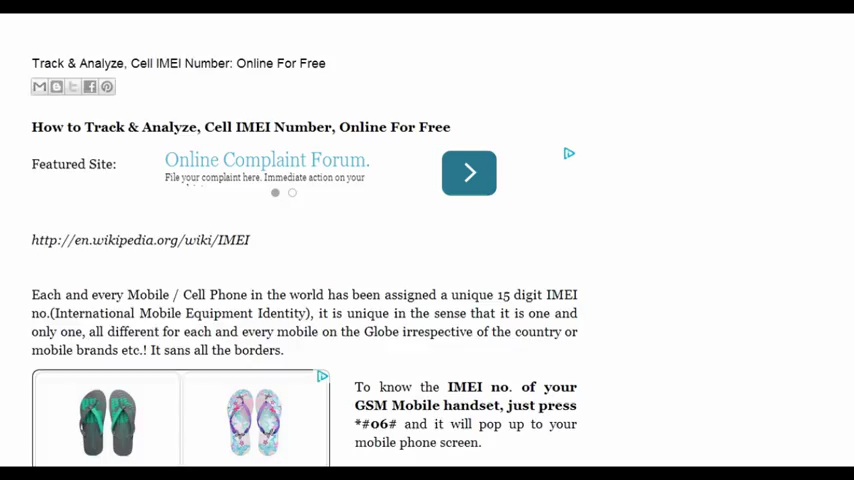 Track & Analyze, Cell IMEI Number: Online For Free
How to Track & Analyze, Cell IMEI Number, Online For Free
Featured Site:
Online Complaint Forum.
File your complaint here. Immediate action on your
http://en.wikipedia.org/wiki/IMEI
Each and every Mobile / Cell Phone in the world has been assigned a unique 15 digit IMEI
no.(International Mobile Equipment Identity), it is unique in the sense that it is one and
only one, all different for each and every mobile on the Globe irrespective of the country or
mobile brands etc.! It sans all the borders.
To know the IMEI no. of your
GSM Mobile handset, just press
*#06# and it will pop up to your
mobile phone screen.